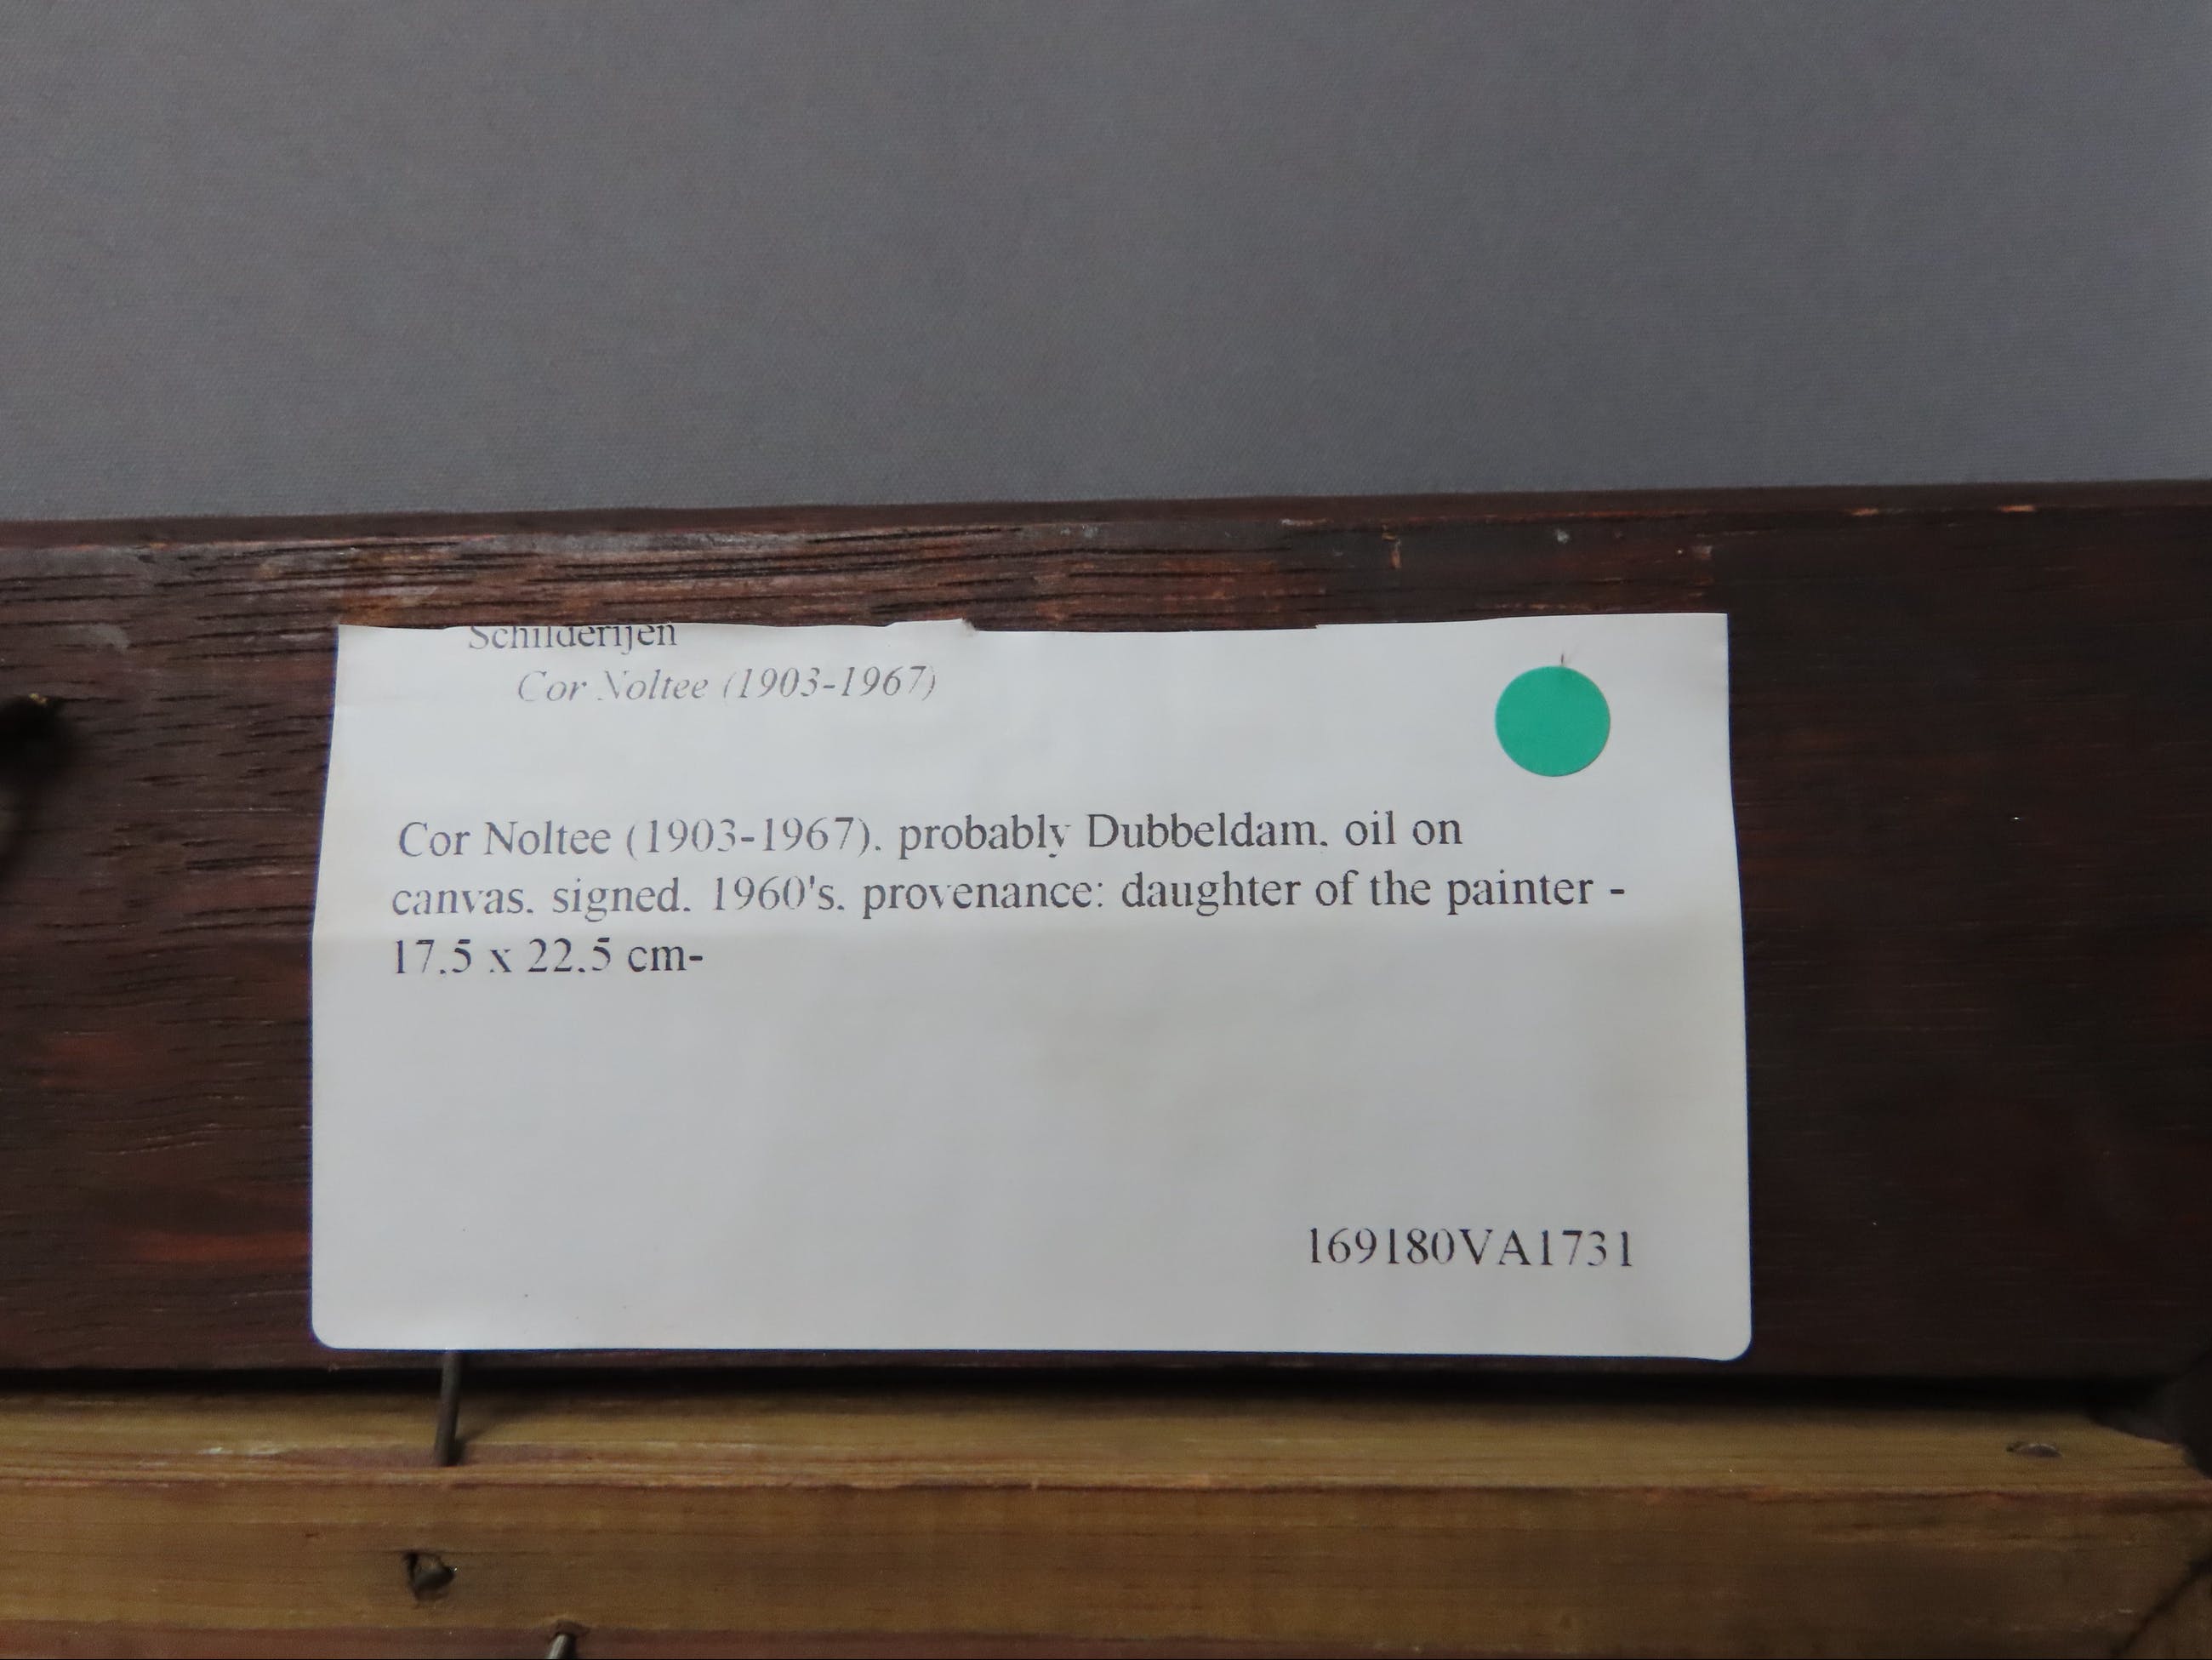 Schilderijen
Cor Noltee (1903-1967)
Cor Noltee (1903-1967). probably Dubbeldam. oil on
canvas. signed. 1960's. provenance: daughter of the painter -
17.5 x 22.5 cm-
169180VA1731